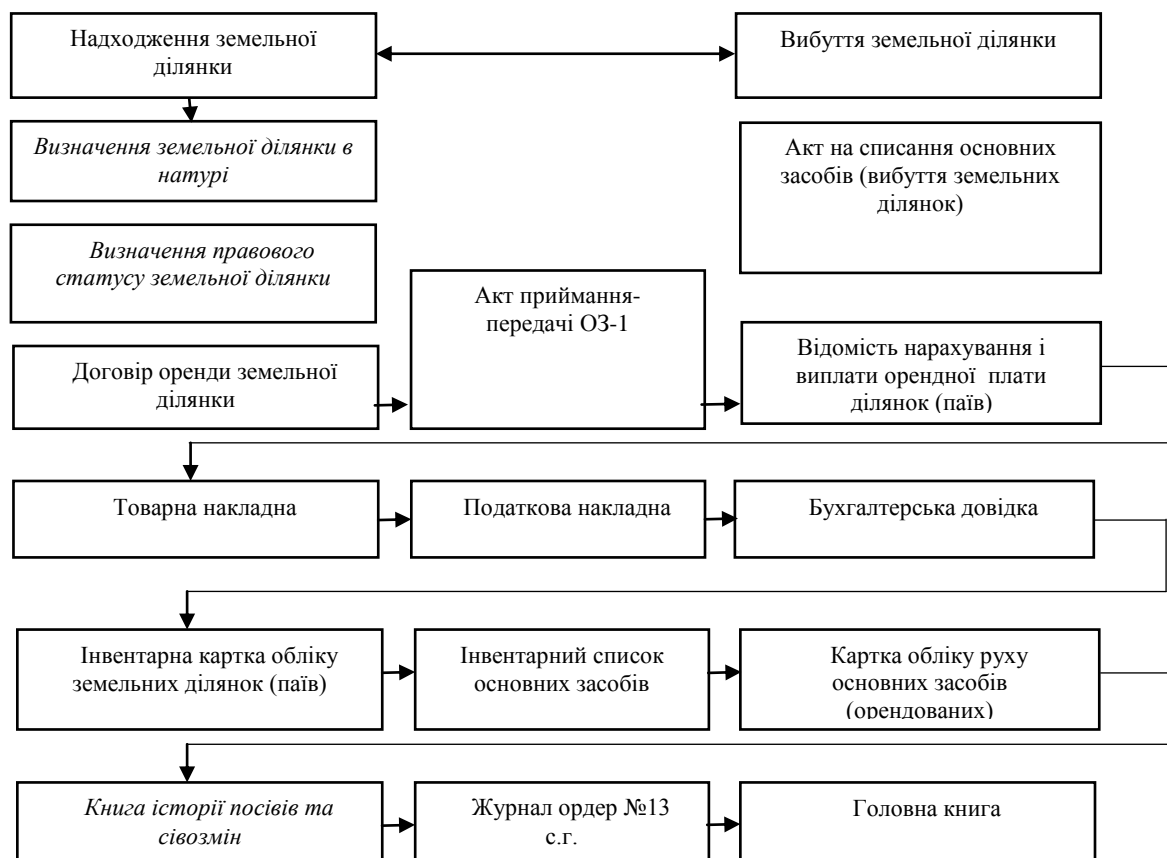 Надходження земельної
ділянки
Вибуття земельної ділянки
Визначення земельної ділянки в
натурі
Акт на списання основних
засобів (вибуття земельних
ділянок)
Визначення правового
статусу земельної ділянки
Акт приймання-
передачі ОЗ-1
Договір оренди земельної
ділянки
Відомість нарахування і
виплати орендної плати
ділянок (паїв)
Товарна накладна
Податкова накладна
Бухгалтерська довідка
Інвентарна картка обліку
земельних ділянок (паїв)
Інвентарний список
основних засобів
Картка обліку руху
основних засобів
(орендованих)
Книга історії посівів та
сівозмін
Журнал ордер №13
с.г.
Головна книга